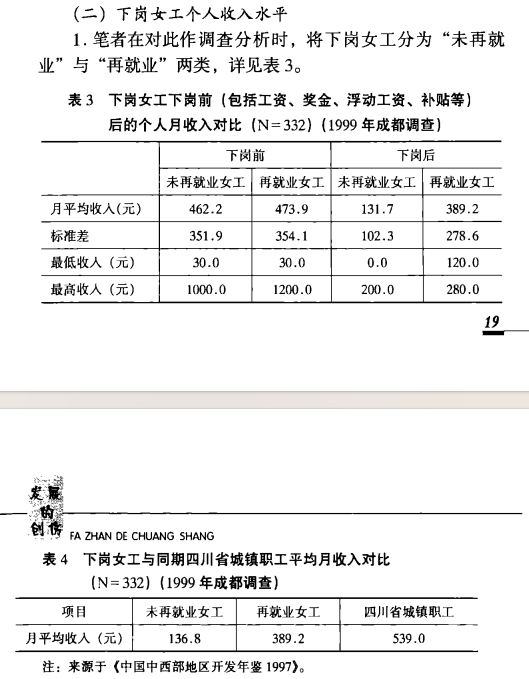 （二）下岗女工个人收入水平
1. 笔者在对此作调查分析时，将下岗女工分为“未再就
业”与“再就业”两类，详见表 3。
表 3 下岗女工下岗前（包括工资、奖金、浮动工资、补贴等）
后的个人月收入对比（N=332）（1999 年成都调查）
下岗前 下岗后
未再就业女工 再就业女工 未再就业女工 再就业女工
月平均收入(元) 462.2 473.9 131.7 389.2
标准差 351.9 354.1 102.3 278.6
最低收入（元） 30.0 30.0 0.0 120.0
最高收入（元） 1000.0 1200.0 200.0 280.0
19
发展
的
创伤
FA ZHAN DE CHUANG SHANG
表 4 下岗女工与同期四川省城镇职工平均月收入对比
（N=332）（1999 年成都调查）
项目 未再就业女工 再就业女工 四川省城镇职工
月平均收入（元） 136.8 389.2 539.0
注：来源于《中国中西部地区开发年鉴 1997》。